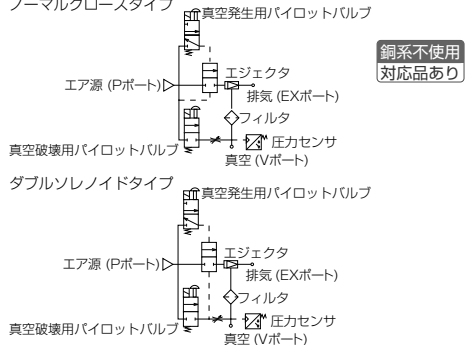 ノーマルクローズタイプ
真空発生用パイロットバルブ
銅系不使用
対応品あり
エア源 (Pポート)
エジェクタ
排気 (EXポート)
フィルタ
圧力センサ
真空破壊用パイロットバルブ
真空 (Vポート)
ダブルソレノイドタイプ
真空発生用パイロットバルブ
エア源 (Pポート)
エジェクタ
排気 (EXポート)
フィルタ
圧力センサ
真空破壊用パイロットバルブ
真空 (Vポート)